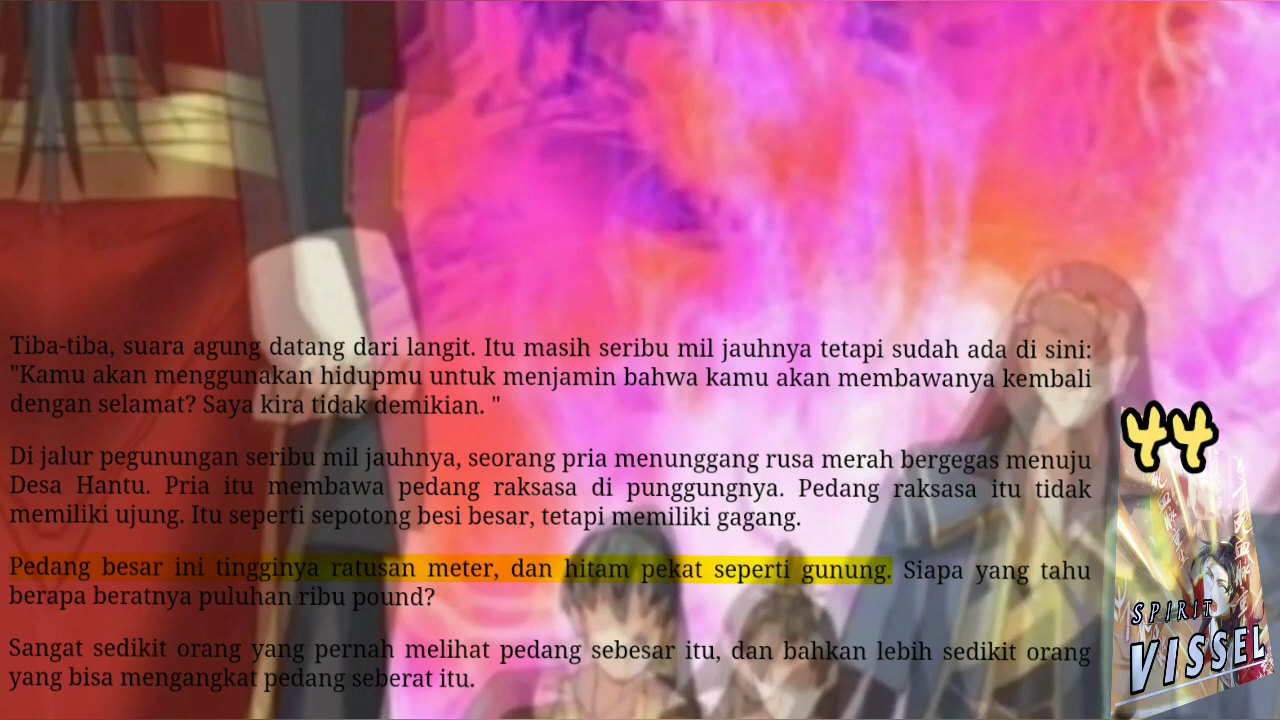 Tiba-tiba, suara agung datang dari langit. Itu masih seribu mil jauhnya tetapi sudah ada di sini:
"Kamu akan menggunakan hidupmu untuk menjamin bahwa kamu akan membawanya kembali
dengan selamat? Saya kira tidak demikian. "
Di jalur pegunungan seribu mil jauhnya, seorang pria menunggang rusa merah bergegas menuju
Desa Hantu. Pria itu membawa pedang raksasa di punggungnya. Pedang raksasa itu tidak
memiliki ujung. Itu seperti sepotong besi besar, tetapi memiliki gagang.
Pedang besar ini tingginya ratusan meter, dan hitam pekat seperti gunung. Siapa yang tahu
berapa beratnya puluhan ribu pound?
Sangat sedikit orang yang pernah melihat pedang sebesar itu, dan bahkan lebih sedikit orang
yang bisa mengangkat pedang seberat itu.
44
SPIRIT
VISSEL